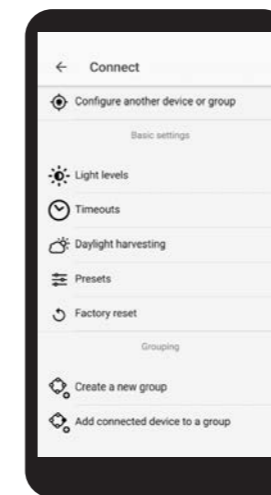 Connect
Configure another device or group
Basic settings
Light levels
Timeouts
Daylight harvesting
Presets
Factory reset
Grouping
Create a new group
Add connected device to a group